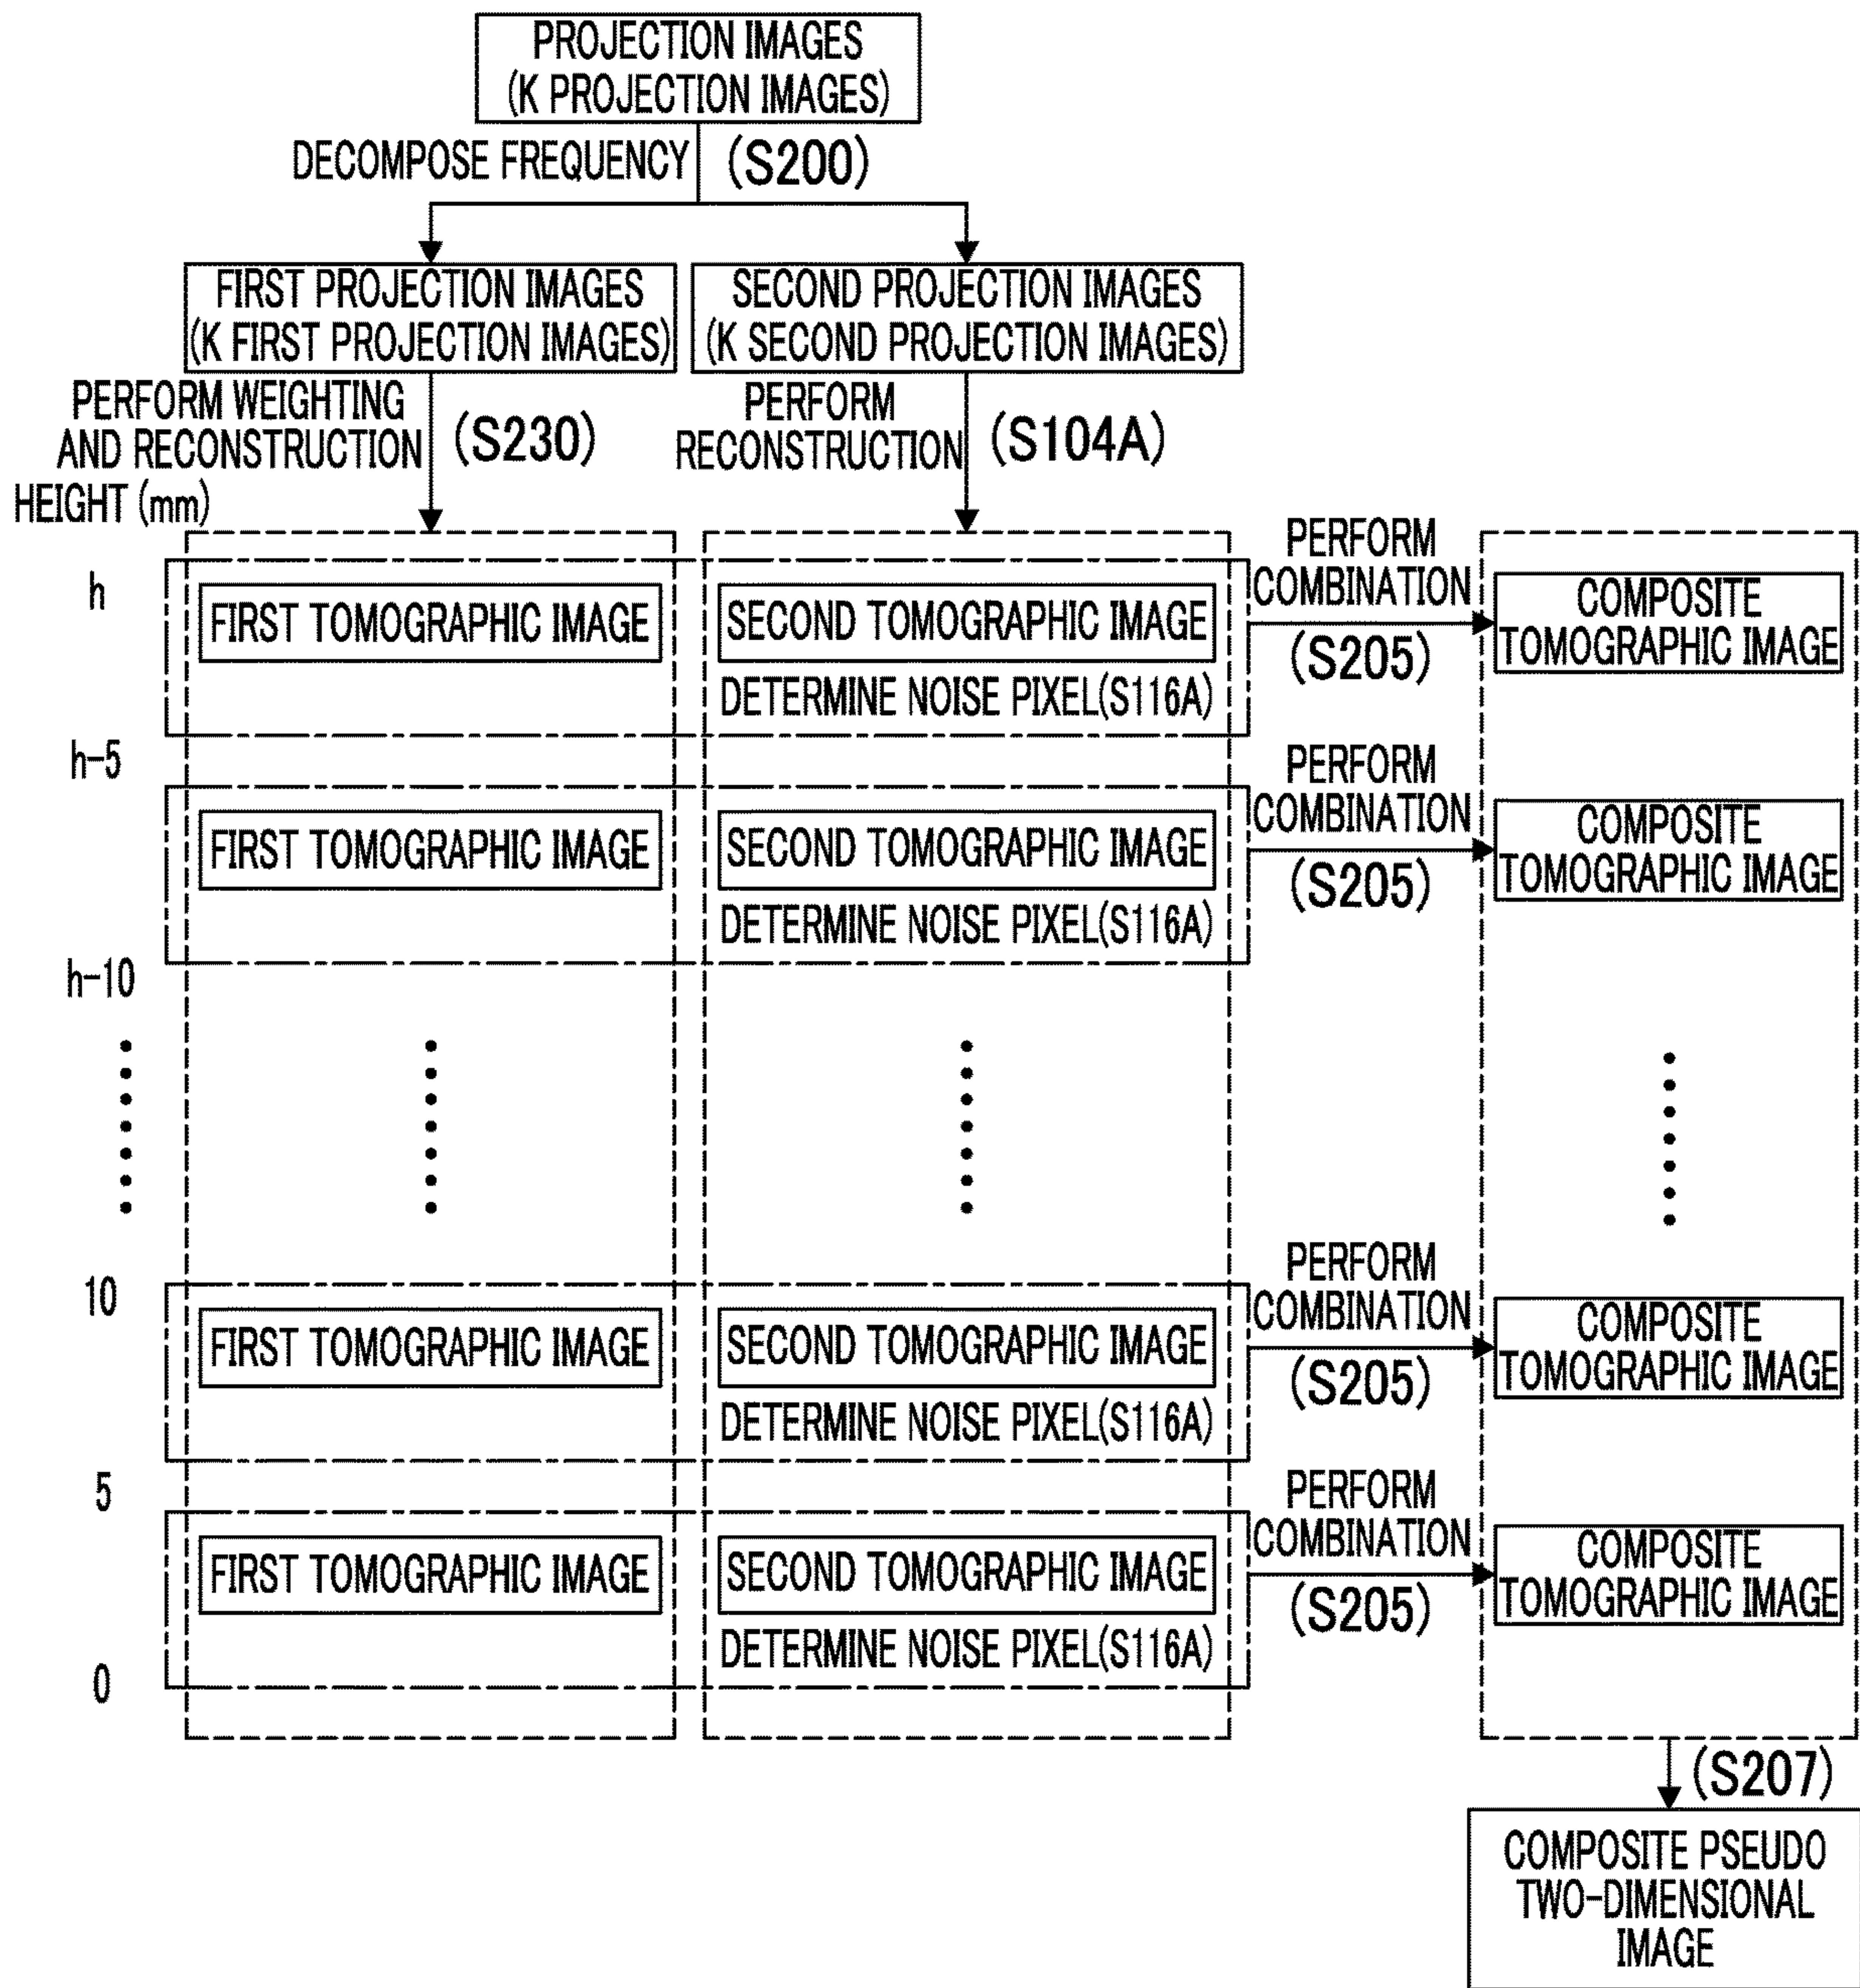 PROJECTION IMAGES
(K PROJECTION IMAGES)
DECOMPOSE FREQUENCY (S200)
FIRST PROJECTION IMAGES
(K FIRST PROJECTION IMAGES)
SECOND PROJECTION IMAGES
(K SECOND PROJECTION IMAGES)
PERFORM WEIGHTING
AND RECONSTRUCTION
(S230)
PERFORM
RECONSTRUCTION
(S104A)
HEIGHT (mm)
h
FIRST TOMOGRAPHIC IMAGE
SECOND TOMOGRAPHIC IMAGE
DETERMINE NOISE PIXEL(S116A)
PERFORM
COMBINATION
(S205)
COMPOSITE
TOMOGRAPHIC IMAGE
h-5
FIRST TOMOGRAPHIC IMAGE
SECOND TOMOGRAPHIC IMAGE
DETERMINE NOISE PIXEL(S116A)
PERFORM
COMBINATION
(S205)
COMPOSITE
TOMOGRAPHIC IMAGE
h-10
10
FIRST TOMOGRAPHIC IMAGE
SECOND TOMOGRAPHIC IMAGE
DETERMINE NOISE PIXEL(S116A)
PERFORM
COMBINATION
(S205)
COMPOSITE
TOMOGRAPHIC IMAGE
5
FIRST TOMOGRAPHIC IMAGE
SECOND TOMOGRAPHIC IMAGE
DETERMINE NOISE PIXEL(S116A)
PERFORM
COMBINATION
(S205)
COMPOSITE
TOMOGRAPHIC IMAGE
0
(S207)
COMPOSITE PSEUDO
TWO-DIMENSIONAL
IMAGE